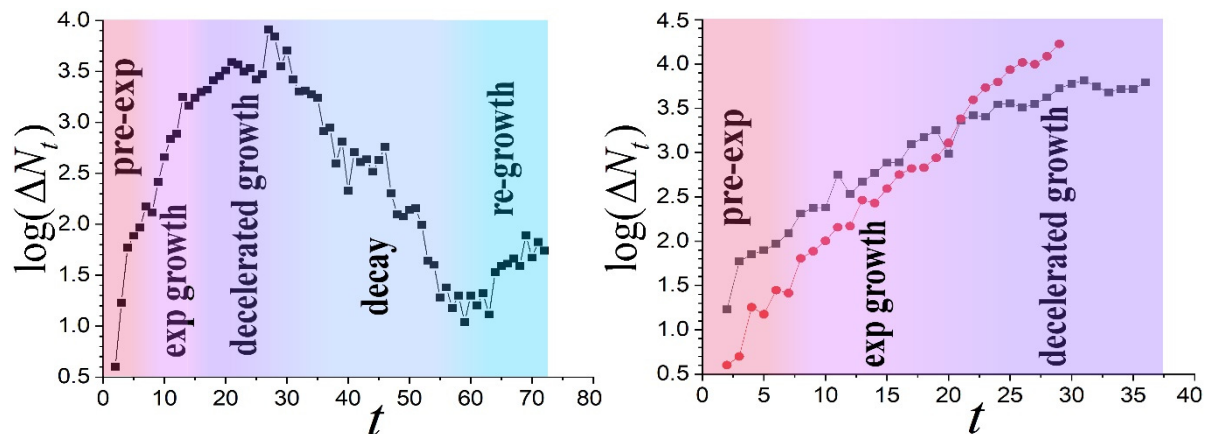 4.0
3.5
3.0
2.5
2.0
1.5
1.0
0.5
log(ΔNₜ)
pre-exp
exp growth
decelerated growth
decay
re-growth
0 10 20 30 40 50 60 70 80
t
4.5
4.0
3.5
3.0
2.5
2.0
1.5
1.0
0.5
log(ΔNₜ)
pre-exp
exp growth
decelerated growth
0 5 10 15 20 25 30 35 40
t